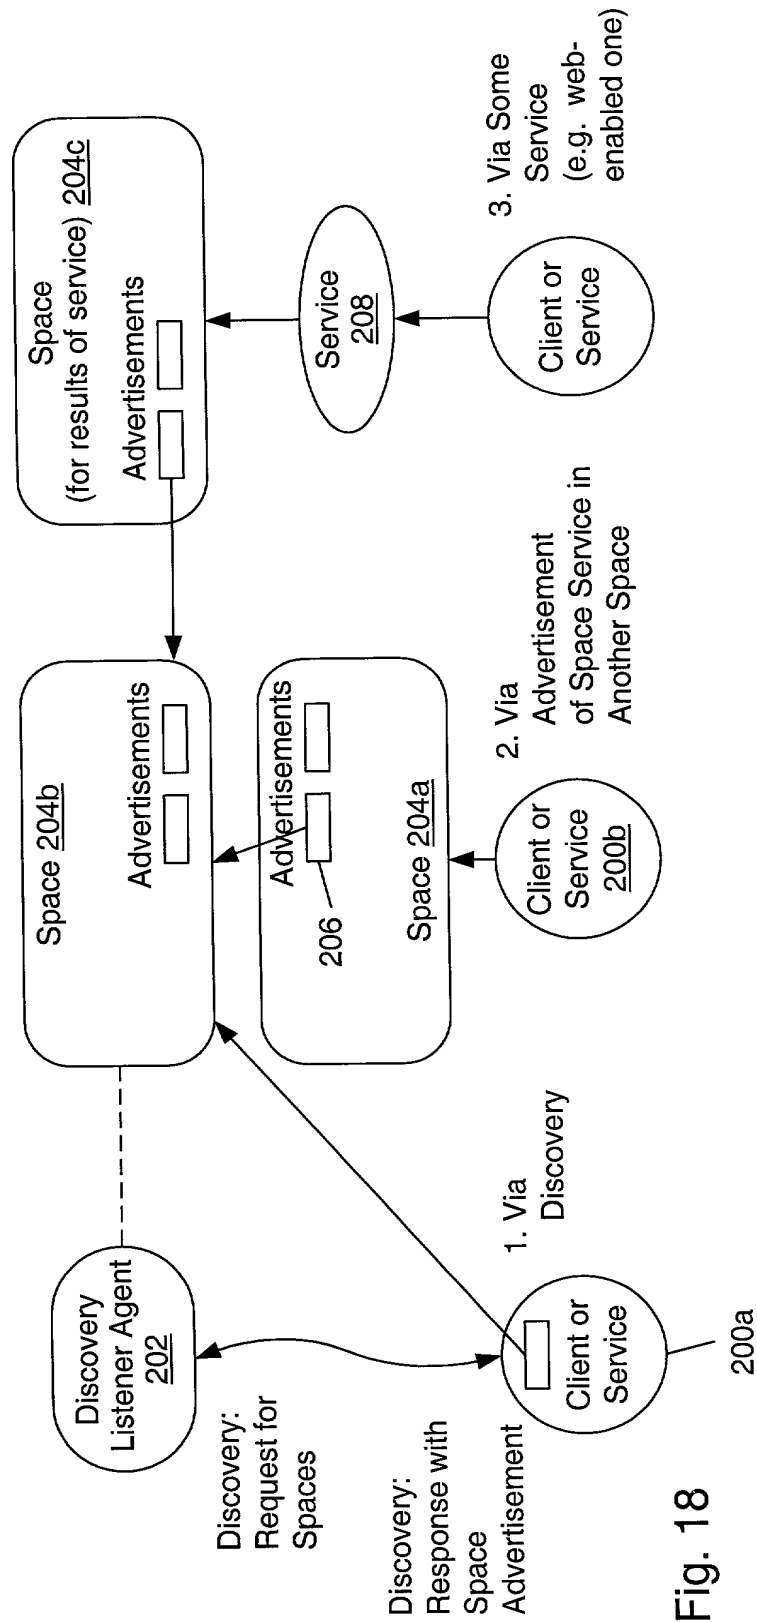 Discovery
Listener Agent
202
Discovery:
Request for
Spaces
Discovery:
Response with
Space
Advertisement
Client or
Service
200a
1. Via
Discovery
Space 204b
Advertisements
Advertisements
206
Space 204a
Client or
Service
200b
2. Via
Advertisement
of Space Service in
Another Space
Space
(for results of service) 204c
Advertisements
Service
208
Client or
Service
3. Via Some
Service
(e.g. web-
enabled one)
Fig. 18